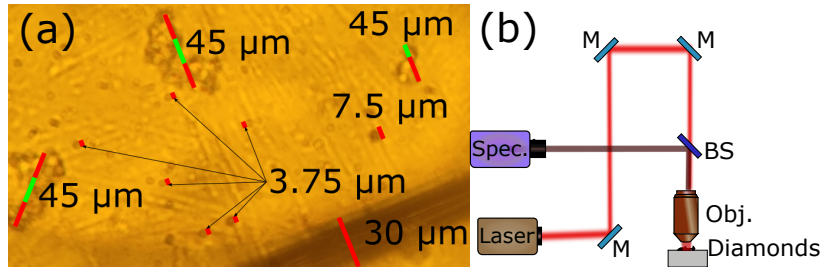 (a)
45 µm
45 µm
7.5 µm
3.75 µm
45 µm
30 µm
(b)
M
M
Spec.
BS
Obj.
Laser
M
Diamonds